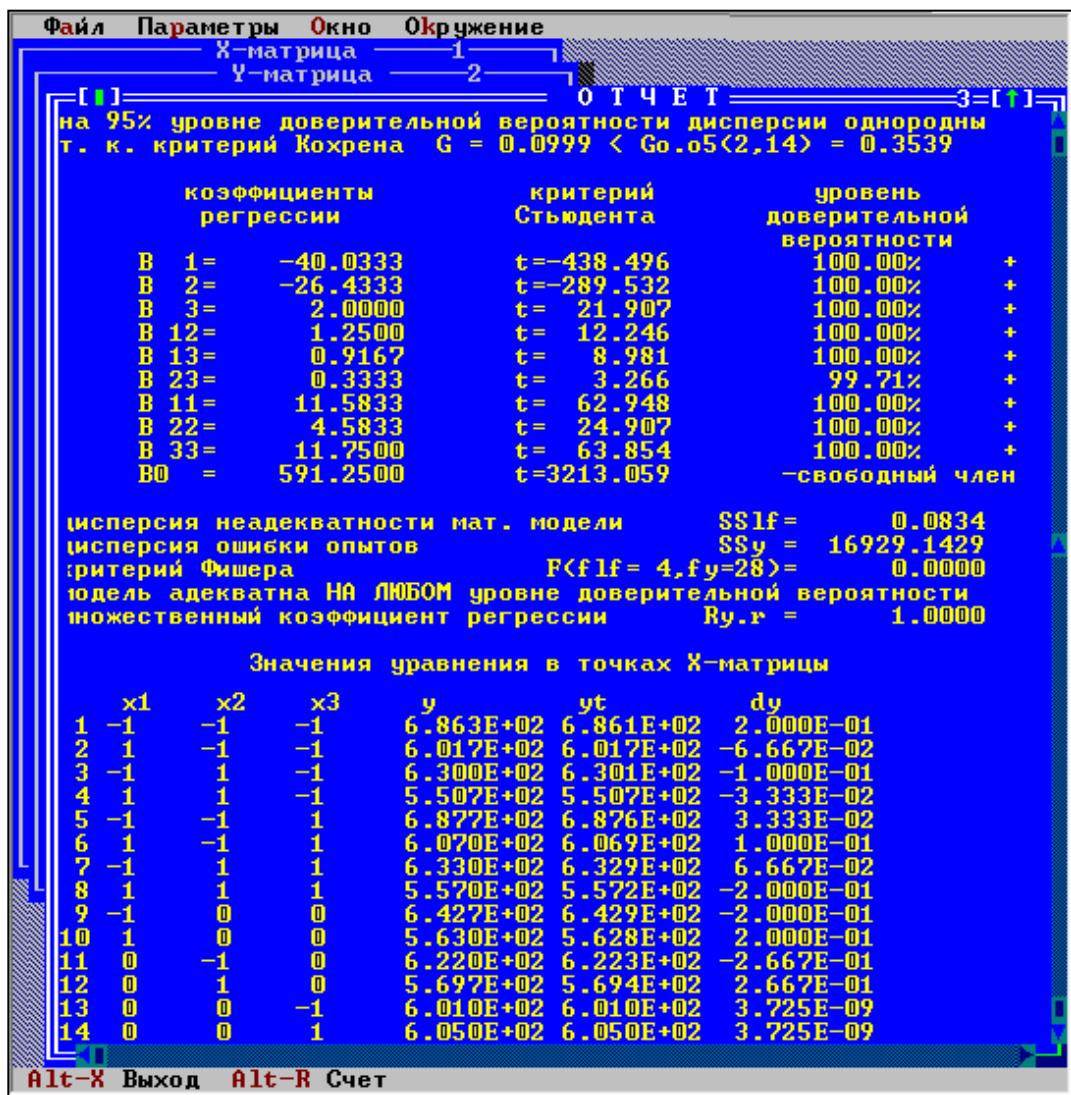 Файл Параметры Окно Окружение
X-матрица 1
Y-матрица 2
О Т Ч Е Т 3=[↑]
на 95% уровне доверительной вероятности дисперсии однородны
т. к. критерий Кохрена G = 0.0999 < Go.o5(2,14) = 0.3539
коэффициенты критерий уровень
регрессии Стьюдента доверительной
вероятности
B 1= -40.0333 t=-438.496 100.00% +
B 2= -26.4333 t=-289.532 100.00% +
B 3= 2.0000 t= 21.907 100.00% +
B 12= 1.2500 t= 12.246 100.00% +
B 13= 0.9167 t= 8.981 100.00% +
B 23= 0.3333 t= 3.266 99.71% +
B 11= 11.5833 t= 62.948 100.00% +
B 22= 4.5833 t= 24.907 100.00% +
B 33= 11.7500 t= 63.854 100.00% +
B0 = 591.2500 t=3213.059 -свободный член
дисперсия неадекватности мат. модели SSlf= 0.0834
дисперсия ошибки опытов SSy = 16929.1429
критерий Фишера F(flf= 4,fy=28)= 0.0000
модель адекватна НА ЛЮБОМ уровне доверительной вероятности
множественный коэффициент регрессии Ry.r = 1.0000
Значения уравнения в точках X-матрицы
x1 x2 x3 y yt dy
1 -1 -1 -1 6.863E+02 6.861E+02 2.000E-01
2 1 -1 -1 6.017E+02 6.017E+02 -6.667E-02
3 -1 1 -1 6.300E+02 6.301E+02 -1.000E-01
4 1 1 -1 5.507E+02 5.507E+02 -3.333E-02
5 -1 -1 1 6.877E+02 6.876E+02 3.333E-02
6 1 -1 1 6.070E+02 6.069E+02 1.000E-01
7 -1 1 1 6.330E+02 6.329E+02 6.667E-02
8 1 1 1 5.570E+02 5.572E+02 -2.000E-01
9 -1 0 0 6.427E+02 6.429E+02 -2.000E-01
10 1 0 0 5.630E+02 5.628E+02 2.000E-01
11 0 -1 0 6.220E+02 6.223E+02 -2.667E-01
12 0 1 0 5.697E+02 5.694E+02 2.667E-01
13 0 0 -1 6.010E+02 6.010E+02 3.725E-09
14 0 0 1 6.050E+02 6.050E+02 3.725E-09
Alt-X Выход Alt-R Счет